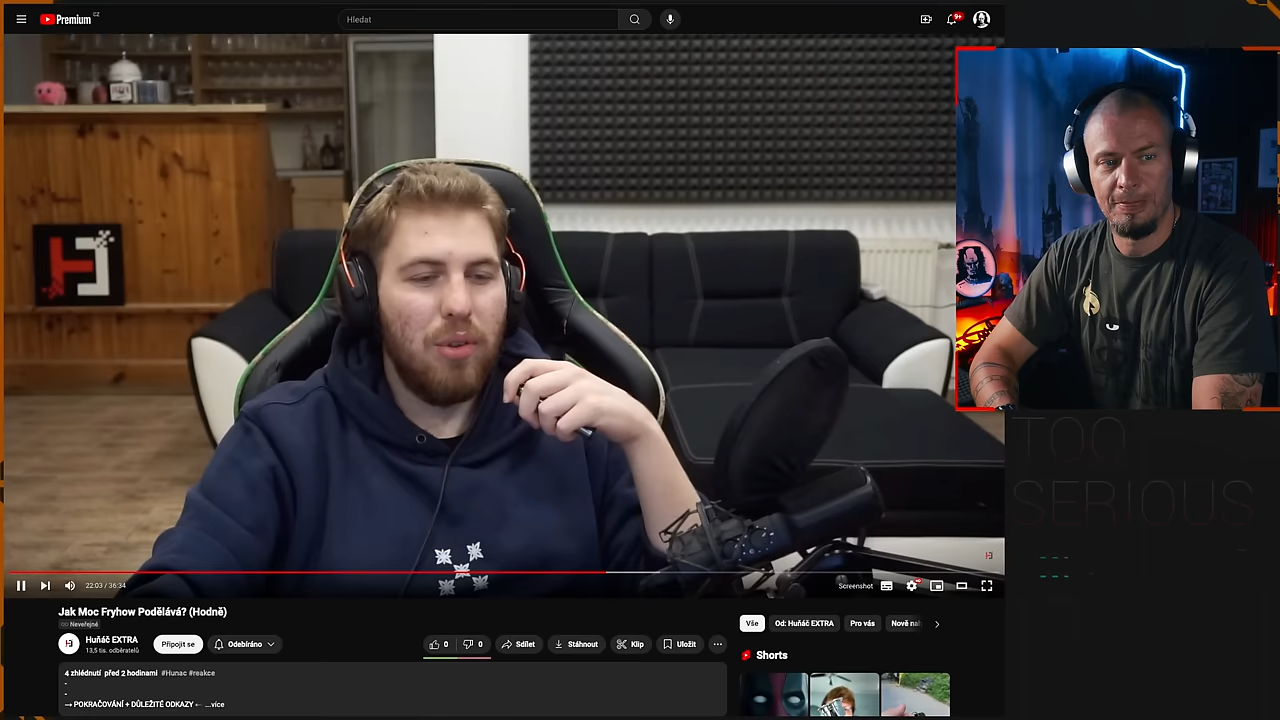 Premium CZ
Hledat
9+
22:03 / 36:34
Screenshot
Jak Moc Fryhow Podělává? (Hodně)
Neveřejné
Huňáč EXTRA
13,5 tis. odběratelů
Připojit se
Odebíráno
0
0
Sdílet
Stáhnout
Klip
Uložit
4 zhlédnutí před 2 hodinami #Hunac #reakce
-
-
→ POKRAČOVÁNÍ + DŮLEŽITÉ ODKAZY ← ...více
Vše
Od: Huňáč EXTRA
Pro vás
Shorts
TOO
SERIOUS